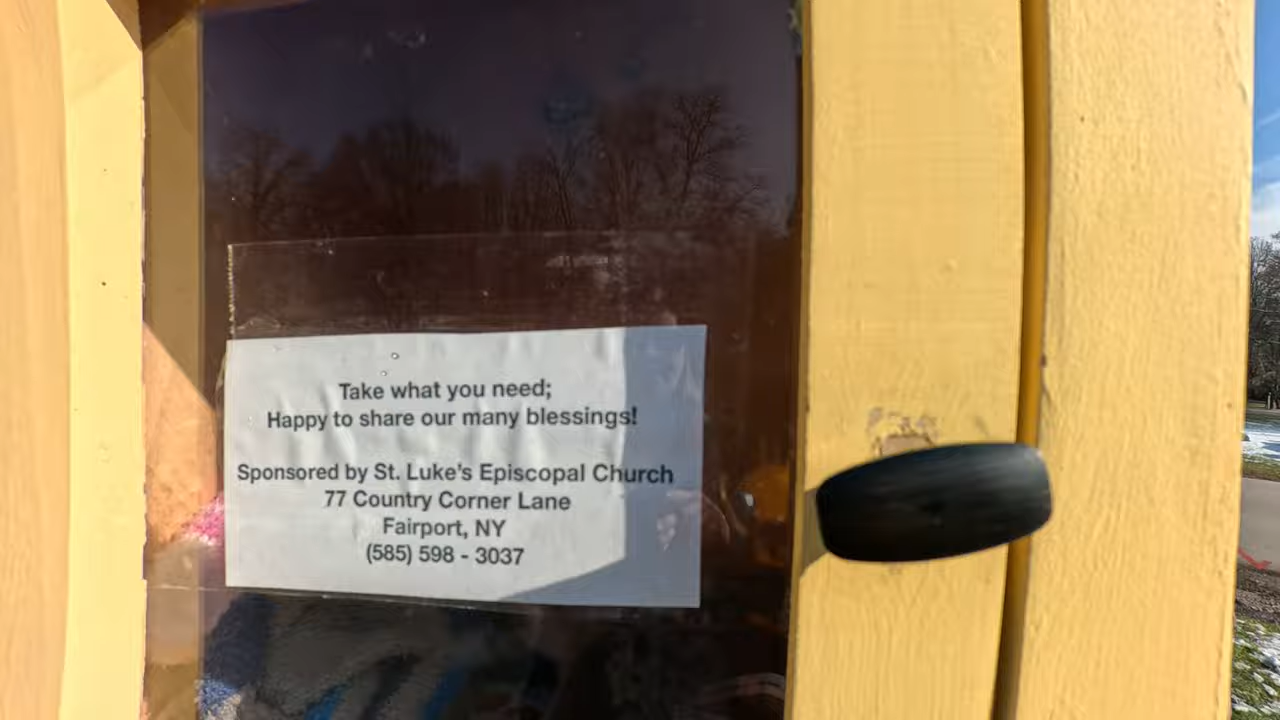 Take what you need;
Happy to share our many blessings!
Sponsored by St. Luke's Episcopal Church
77 Country Corner Lane
Fairport, NY
(585) 598 - 3037